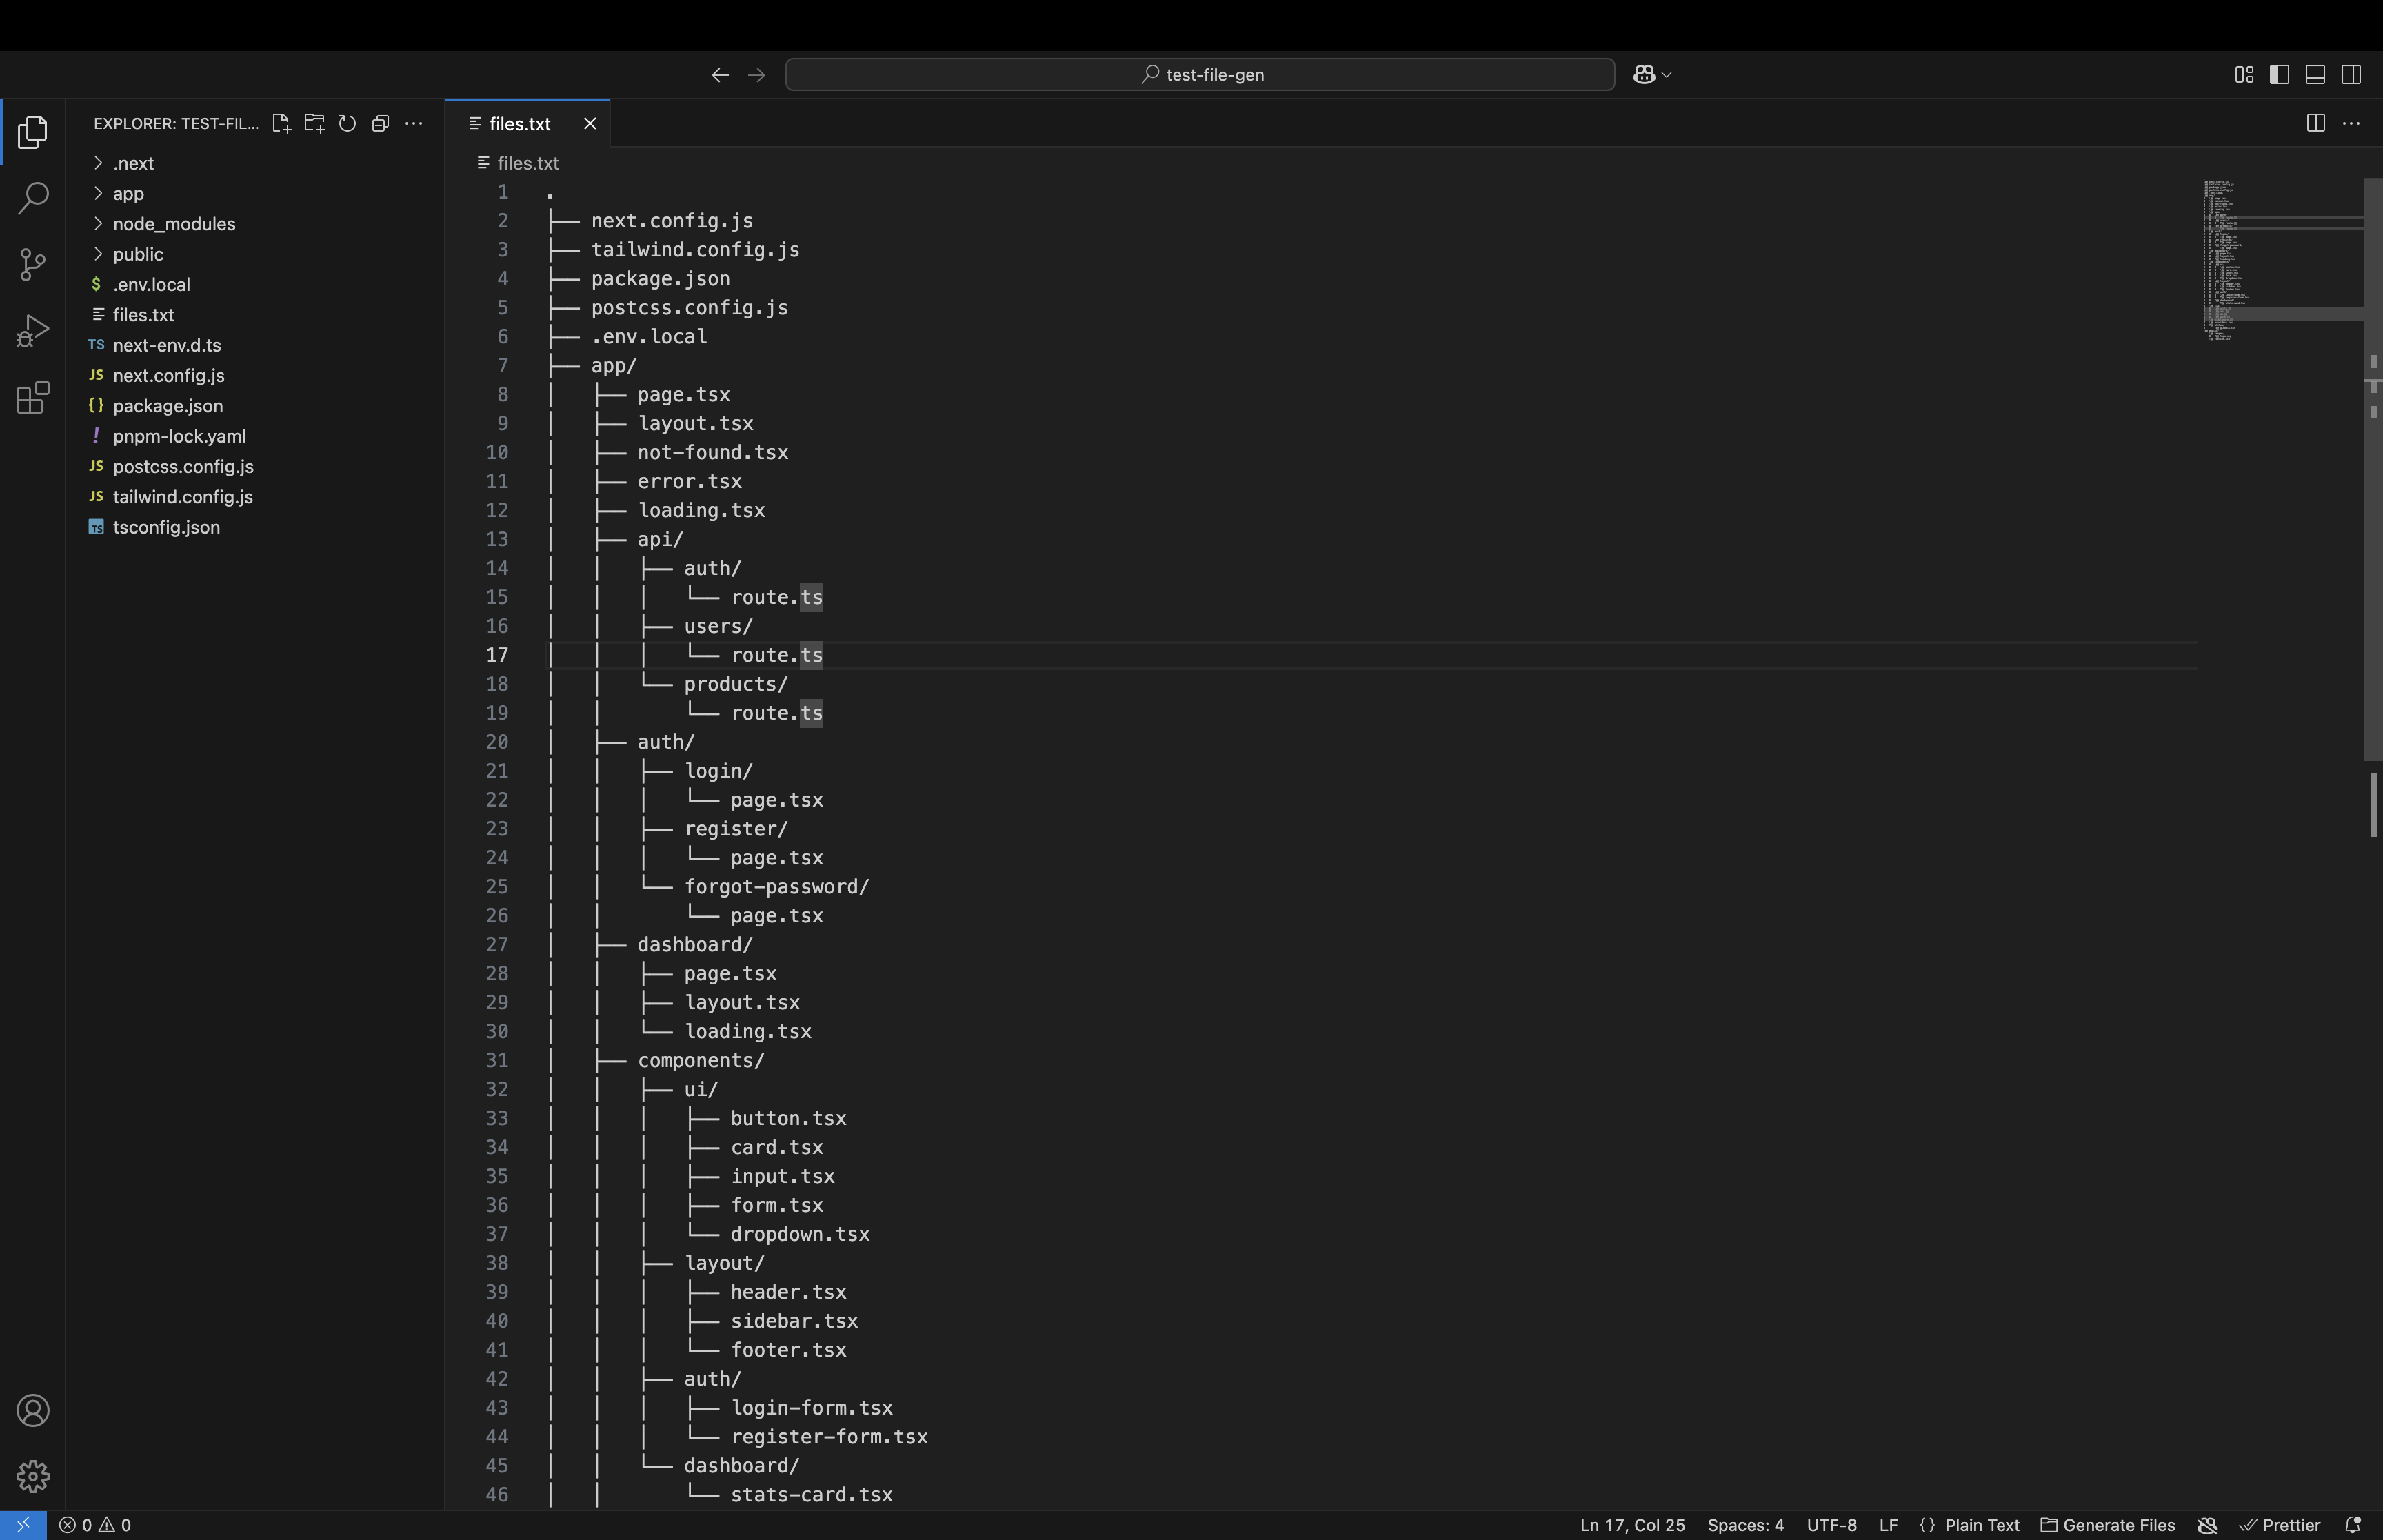 test-file-gen
EXPLORER: TEST-FIL...
.next
app
node_modules
public
$ .env.local
files.txt
TS next-env.d.ts
JS next.config.js
{} package.json
! pnpm-lock.yaml
JS postcss.config.js
JS tailwind.config.js
TS tsconfig.json
files.txt
files.txt
1 .
2 ├── next.config.js
3 ├── tailwind.config.js
4 ├── package.json
5 ├── postcss.config.js
6 ├── .env.local
7 ├── app/
8 │   ├── page.tsx
9 │   ├── layout.tsx
10 │   ├── not-found.tsx
11 │   ├── error.tsx
12 │   ├── loading.tsx
13 │   ├── api/
14 │   │   ├── auth/
15 │   │   │   └── route.ts
16 │   │   ├── users/
17 │   │   │   └── route.ts
18 │   │   └── products/
19 │   │       └── route.ts
20 │   ├── auth/
21 │   │   ├── login/
22 │   │   │   └── page.tsx
23 │   │   ├── register/
24 │   │   │   └── page.tsx
25 │   │   └── forgot-password/
26 │   │       └── page.tsx
27 │   ├── dashboard/
28 │   │   ├── page.tsx
29 │   │   ├── layout.tsx
30 │   │   └── loading.tsx
31 │   ├── components/
32 │   │   ├── ui/
33 │   │   │   ├── button.tsx
34 │   │   │   ├── card.tsx
35 │   │   │   ├── input.tsx
36 │   │   │   ├── form.tsx
37 │   │   │   └── dropdown.tsx
38 │   │   ├── layout/
39 │   │   │   ├── header.tsx
40 │   │   │   ├── sidebar.tsx
41 │   │   │   └── footer.tsx
42 │   │   ├── auth/
43 │   │   │   ├── login-form.tsx
44 │   │   │   └── register-form.tsx
45 │   │   └── dashboard/
46 │   │       └── stats-card.tsx
0 0
Ln 17, Col 25 Spaces: 4 UTF-8 LF {} Plain Text Generate Files Prettier